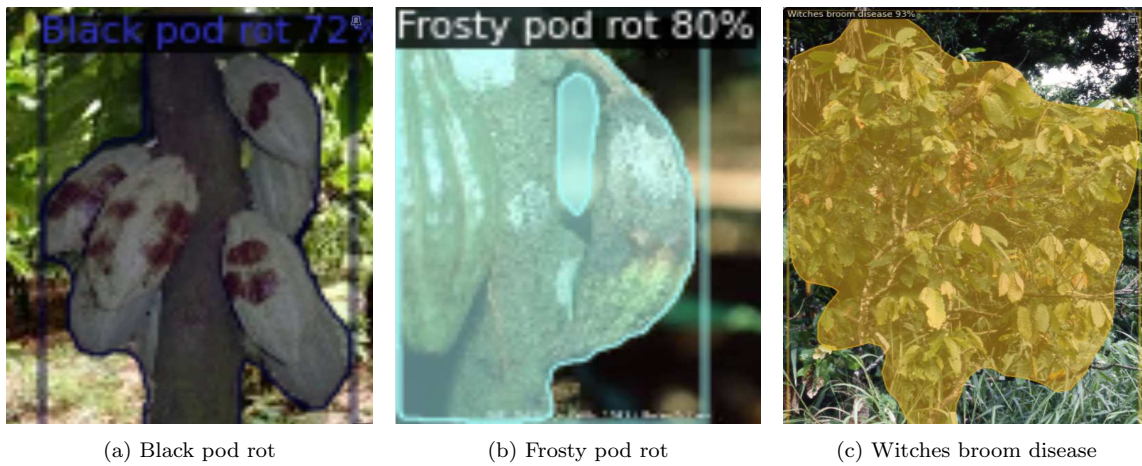 Black pod rot 72%
Frosty pod rot 80%
Witches broom disease 93%
(a) Black pod rot
(b) Frosty pod rot
(c) Witches broom disease